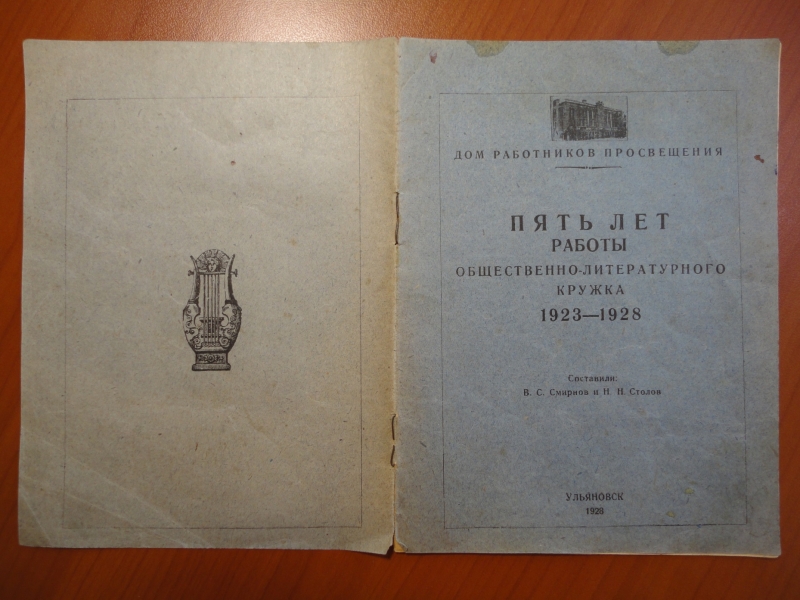 ДОМ РАБОТНИКОВ ПРОСВЕЩЕНИЯ
ПЯТЬ ЛЕТ
РАБОТЫ
ОБЩЕСТВЕННО-ЛИТЕРАТУРНОГО
КРУЖКА
1923—1928
Составили:
В. С. Смирнов и Н. Н. Столов
УЛЬЯНОВСК
1928